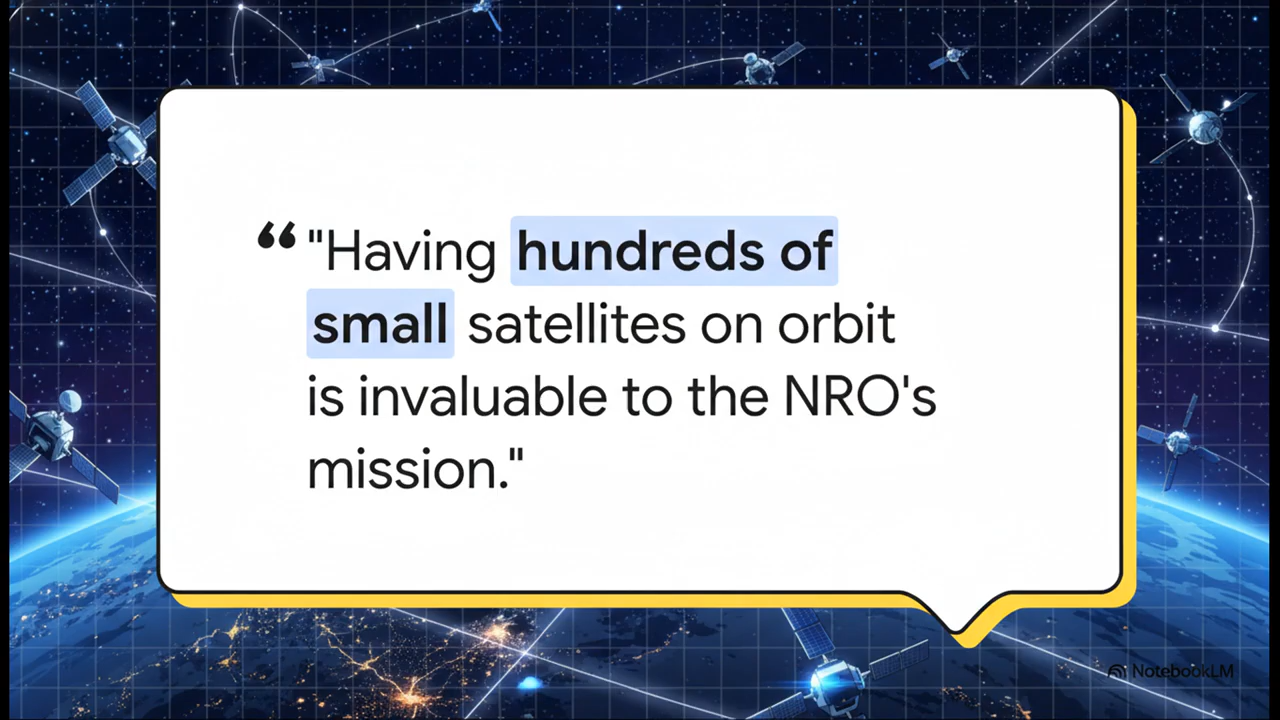 “ "Having hundreds of
small satellites on orbit
is invaluable to the NRO's
mission."
NotebookLM